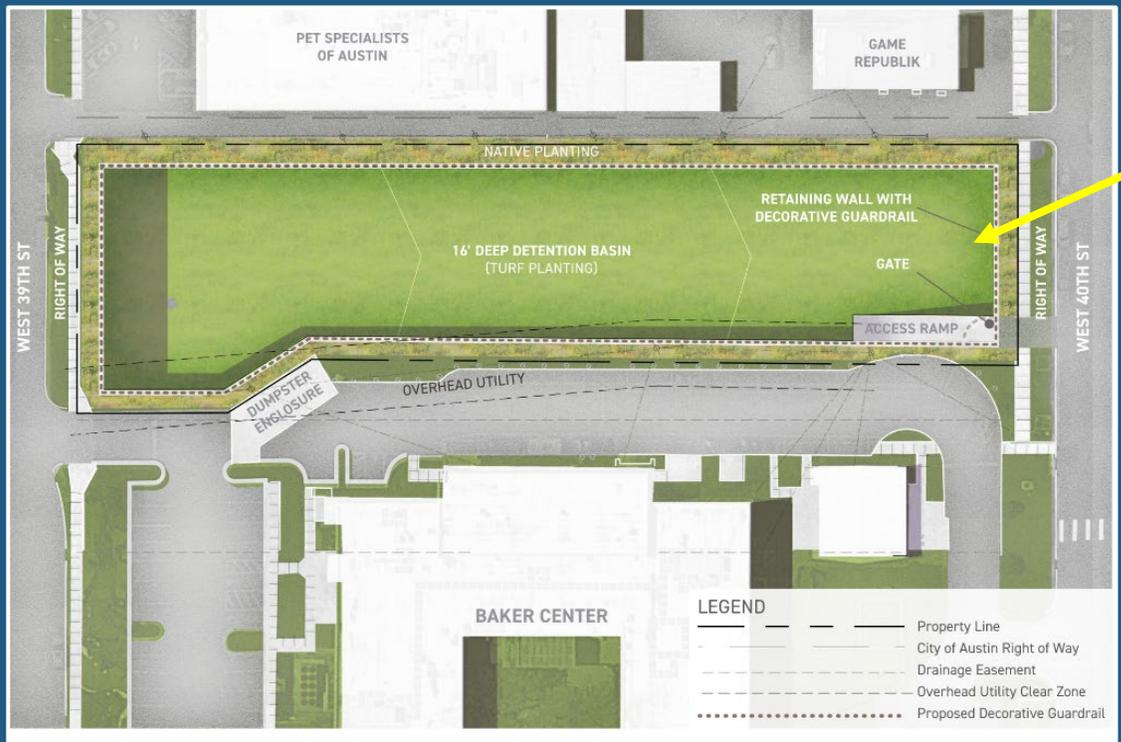 PET SPECIALISTS
OF AUSTIN
GAME
REPUBLIK
NATIVE PLANTING
RETAINING WALL WITH
DECORATIVE GUARDRAIL
16' DEEP DETENTION BASIN
(TURF PLANTING)
GATE
WEST 39TH ST
RIGHT OF WAY
RIGHT OF WAY
WEST 40TH ST
ACCESS RAMP
OVERHEAD UTILITY
DUMPSTER
ENCLOSURE
BAKER CENTER
LEGEND
Property Line
City of Austin Right of Way
Drainage Easement
Overhead Utility Clear Zone
Proposed Decorative Guardrail